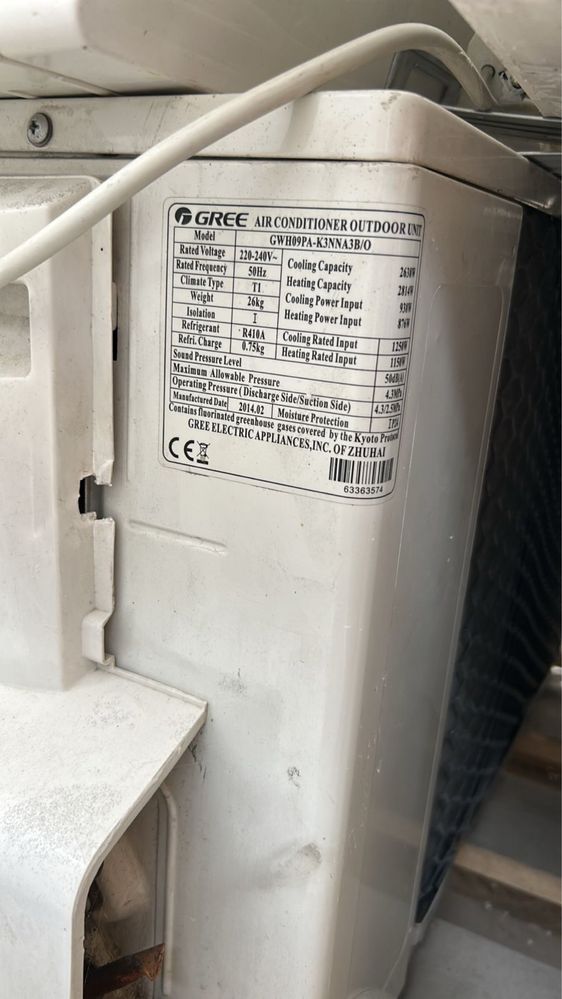 GREE AIR CONDITIONER OUTDOOR UNIT
Model GWH09PA-K3NNA3B/O
Rated Voltage 220-240V~ Cooling Capacity 2638W
Rated Frequency 50Hz Heating Capacity 2814W
Climate Type T1 Cooling Power Input 930W
Weight 26kg Heating Power Input 876W
Isolation I Cooling Rated Input 1250W
Refrigerant R410A Heating Rated Input 1150W
Refri. Charge 0.75kg
Sound Pressure Level 50dB(A)
Maximum Allowable Pressure 4.3MPa
Operating Pressure(Discharge Side/Suction Side) 4.3/2.5MPa
Manufactured Date 2014.02 Moisture Protection IP24
Contains fluorinated greenhouse gases covered by the Kyoto Protocol
GREE ELECTRIC APPLIANCES,INC. OF ZHUHAI
CE
63363574